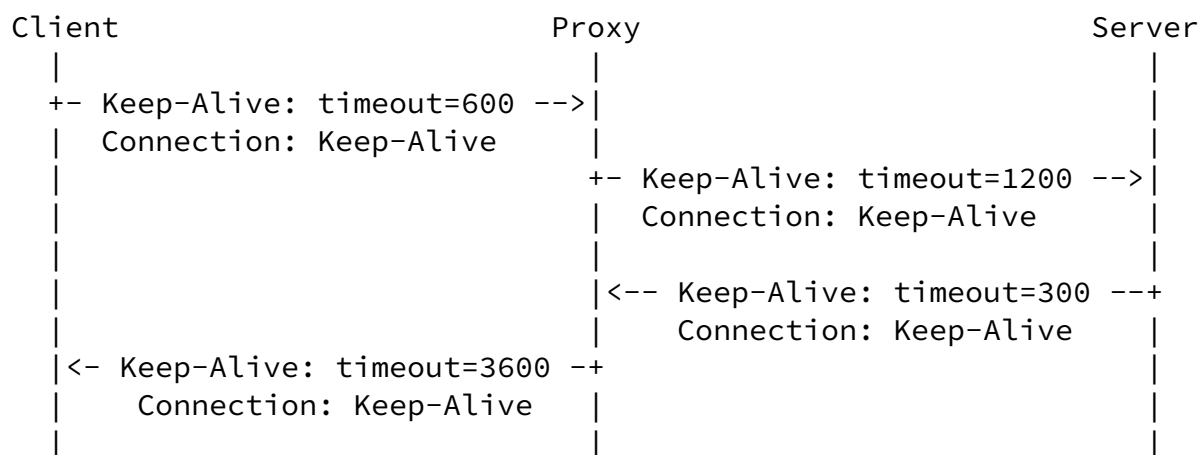 Client Proxy Server
+- Keep-Alive: timeout=600 -->|
Connection: Keep-Alive
+- Keep-Alive: timeout=1200 -->|
Connection: Keep-Alive
|<-- Keep-Alive: timeout=300 --+
Connection: Keep-Alive
|<- Keep-Alive: timeout=3600 -+
Connection: Keep-Alive